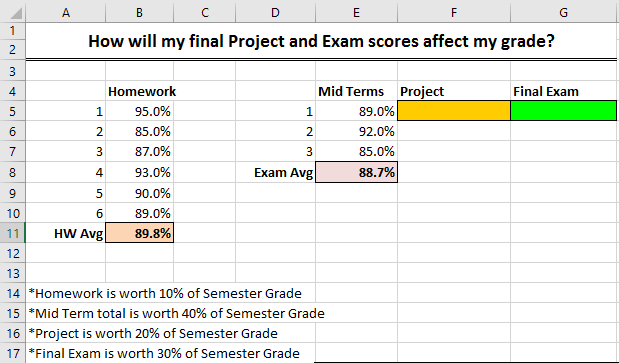 A B C D E F G
1 How will my final Project and Exam scores affect my grade?
2
3
4 Homework Mid Terms Project Final Exam
5 1 95.0% 1 89.0%
6 2 85.0% 2 92.0%
7 3 87.0% 3 85.0%
8 4 93.0% Exam Avg 88.7%
9 5 90.0%
10 6 89.0%
11 HW Avg 89.8%
12
13
14 *Homework is worth 10% of Semester Grade
15 *Mid Term total is worth 40% of Semester Grade
16 *Project is worth 20% of Semester Grade
17 *Final Exam is worth 30% of Semester Grade